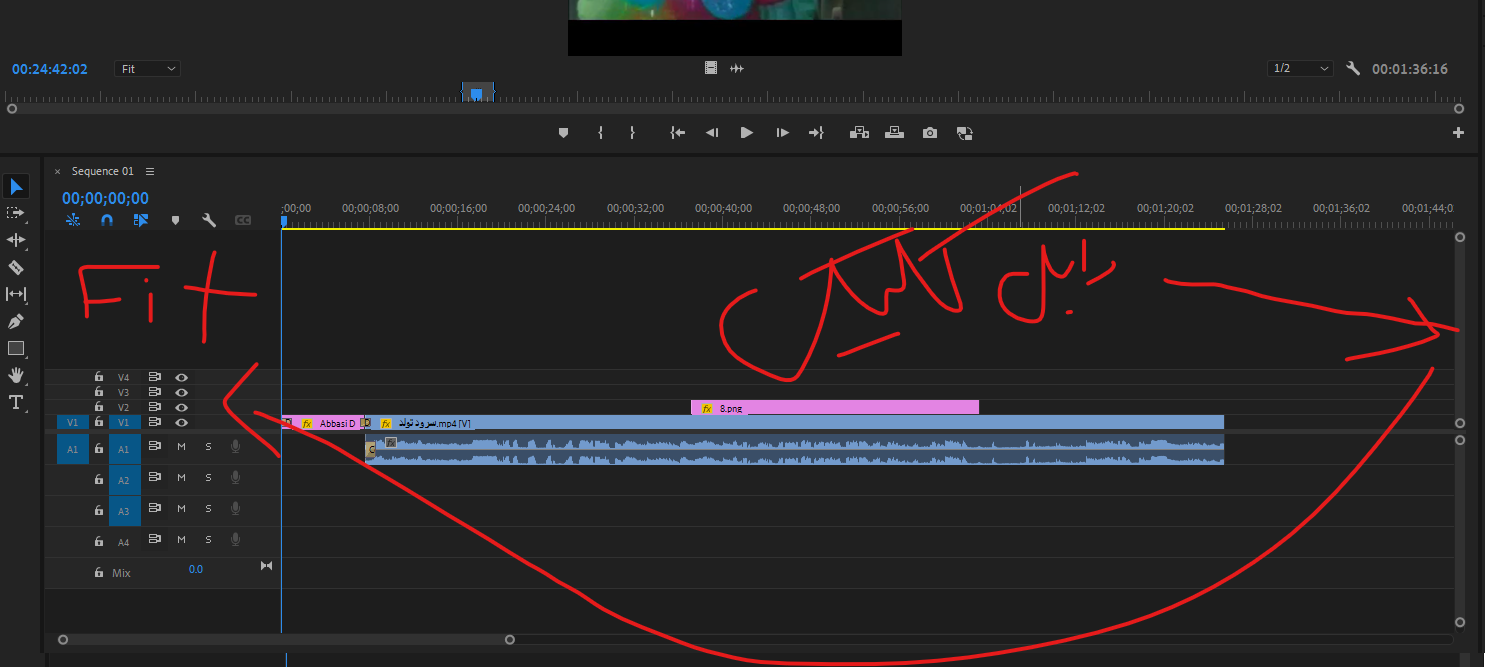 00:24:42:02 Fit 1/2 00:01:36:16
× Sequence 01
00;00;00;00
;00;00 00;00;08;00 00;00;16;00 00;00;24;00 00;00;32;00 00;00;40;00 00;00;48;00 00;00;56;00 00;01;04;02 00;01;12;02 00;01;20;02 00;01;28;02 00;01;36;02 00;01;44;0
CC
Fit
V4
V3
V2 fx 8.png
V1 V1 fx Abbasi D fx سرود تولد.mp4 [V]
A1 A1 M S
A2 M S
A3 M S
A4 M S
Mix 0.0
T